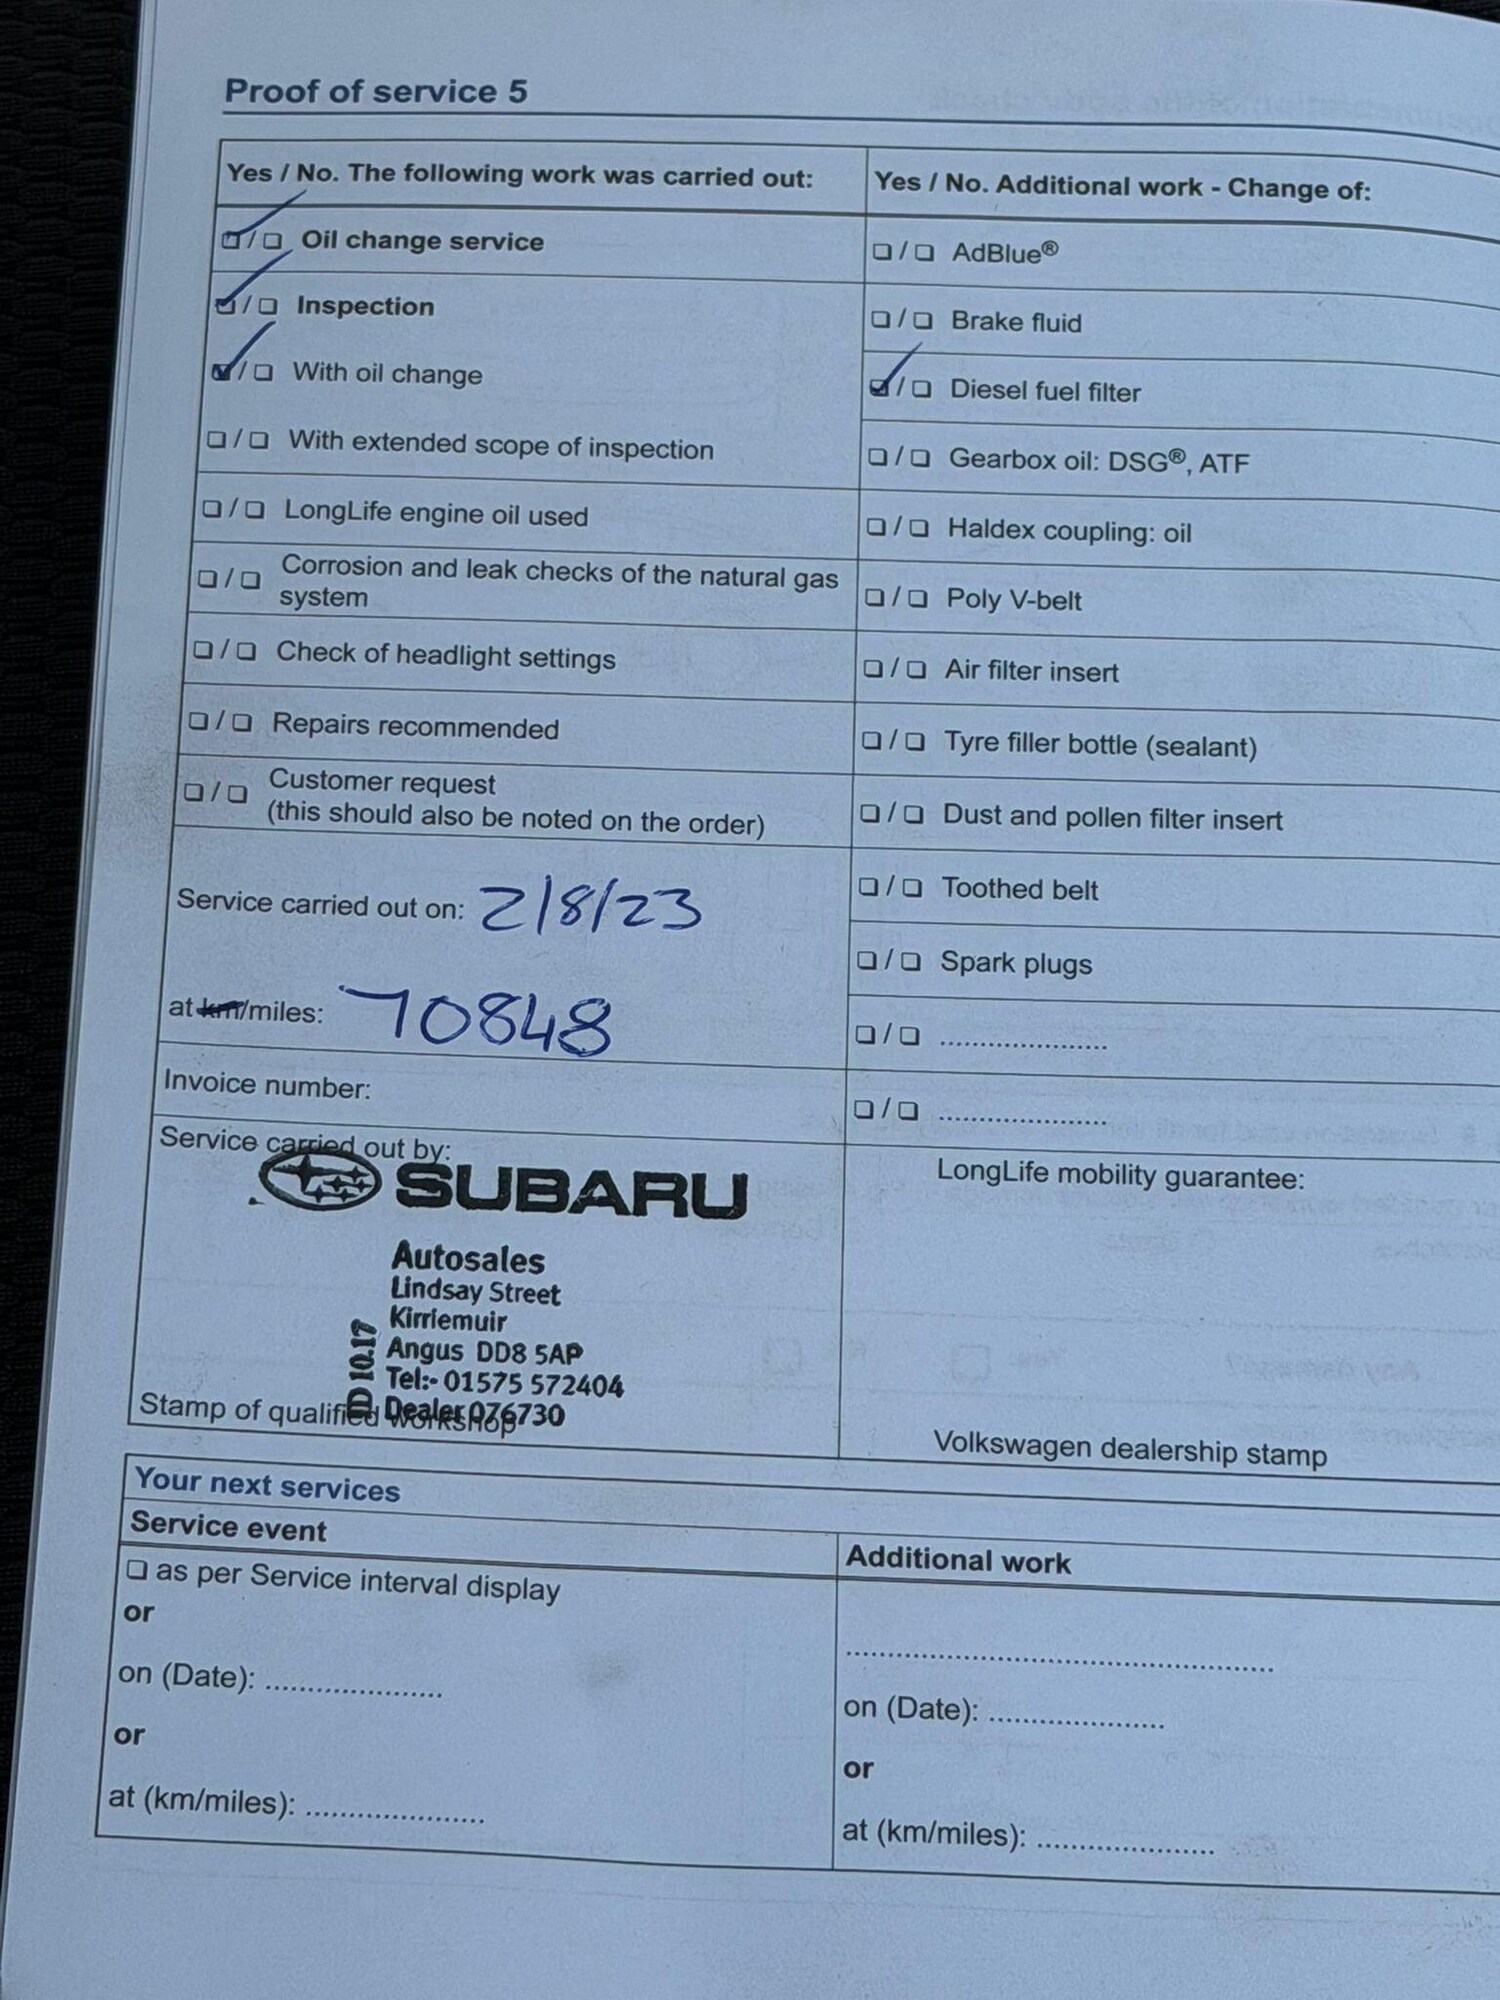 Proof of service 5
Yes / No. The following work was carried out:
☑ / ☐ Oil change service
☑ / ☐ Inspection
☑ / ☐ With oil change
☐ / ☐ With extended scope of inspection
☐ / ☐ LongLife engine oil used
☐ / ☐ Corrosion and leak checks of the natural gas
system
☐ / ☐ Check of headlight settings
☐ / ☐ Repairs recommended
☐ / ☐ Customer request
(this should also be noted on the order)
Service carried out on: 2/8/23
at km/miles: 70848
Invoice number:
Service carried out by:
SUBARU
Autosales
Lindsay Street
Kirriemuir
Angus DD8 5AP
Tel:- 01575 572404
Dealer 076730
ID 10.17
Stamp of qualified workshop
Yes / No. Additional work - Change of:
☐ / ☐ AdBlue®
☐ / ☐ Brake fluid
☑ / ☐ Diesel fuel filter
☐ / ☐ Gearbox oil: DSG®, ATF
☐ / ☐ Haldex coupling: oil
☐ / ☐ Poly V-belt
☐ / ☐ Air filter insert
☐ / ☐ Tyre filler bottle (sealant)
☐ / ☐ Dust and pollen filter insert
☐ / ☐ Toothed belt
☐ / ☐ Spark plugs
☐ / ☐ .....................
☐ / ☐ .....................
LongLife mobility guarantee:
Volkswagen dealership stamp
Your next services
Service event
☐ as per Service interval display
or
on (Date): .....................
or
at (km/miles): .....................
Additional work
...................................................
on (Date): .....................
or
at (km/miles): .....................